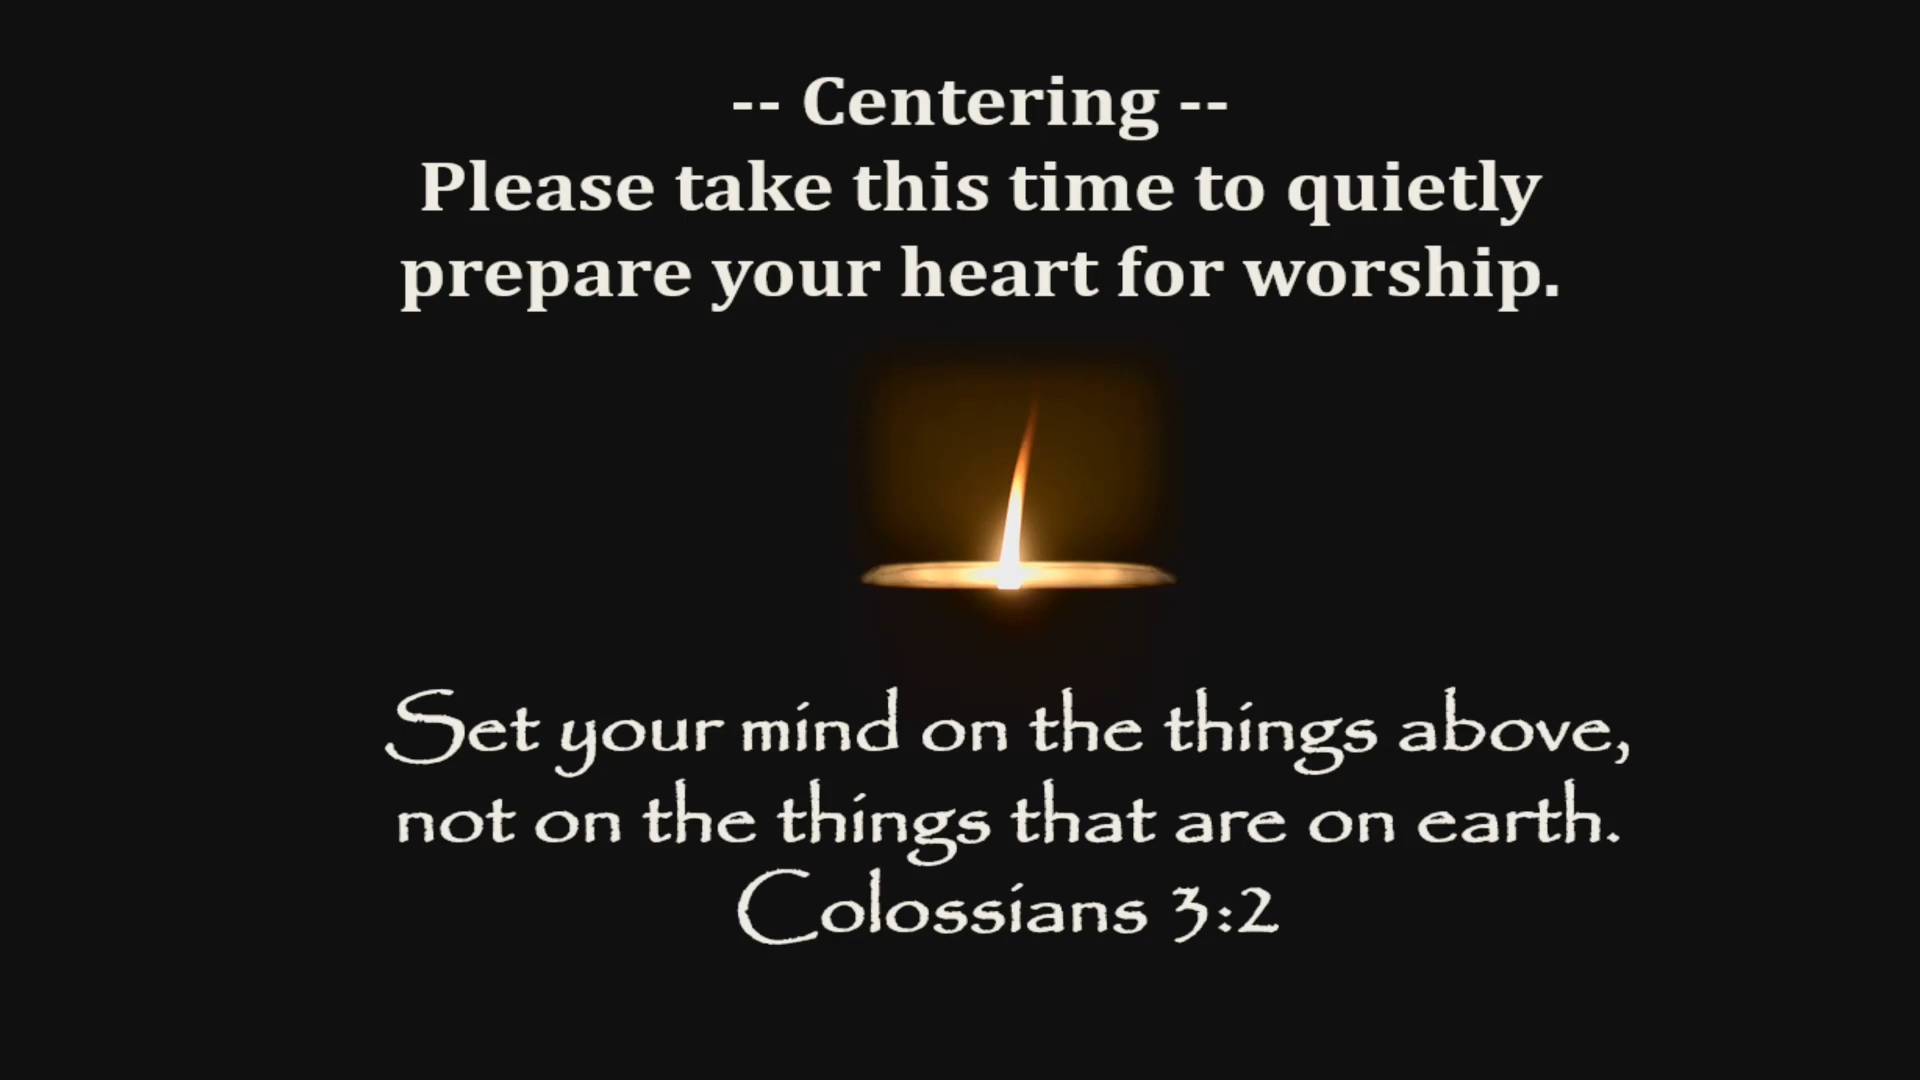 -- Centering --
Please take this time to quietly
prepare your heart for worship.
Set your mind on the things above,
not on the things that are on earth.
Colossians 3:2